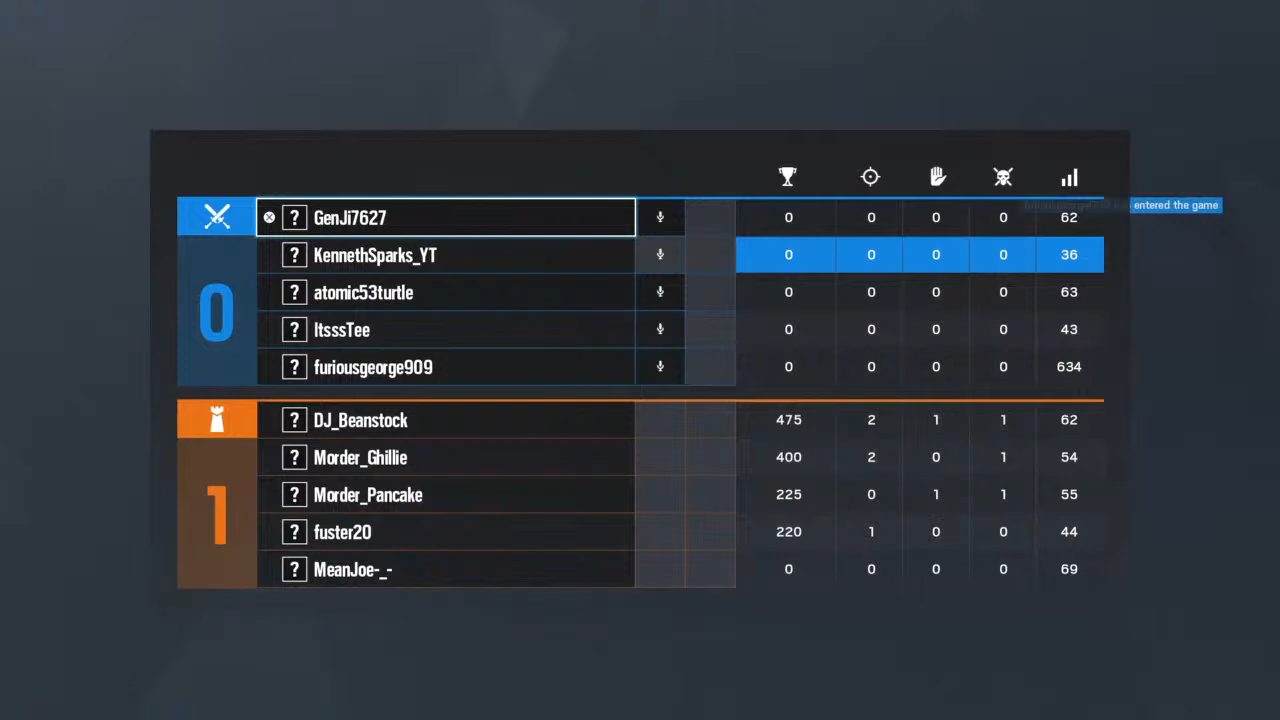 ? GenJi7627 0 0 0 0 62
entered the game
? KennethSparks_YT 0 0 0 0 36
0
? atomic53turtle 0 0 0 0 63
? ItsssTee 0 0 0 0 43
? furiousgeorge909 0 0 0 0 634
? DJ_Beanstock 475 2 1 1 62
? Morder_Ghillie 400 2 0 1 54
1
? Morder_Pancake 225 0 1 1 55
? fuster20 220 1 0 0 44
? MeanJoe-_- 0 0 0 0 69